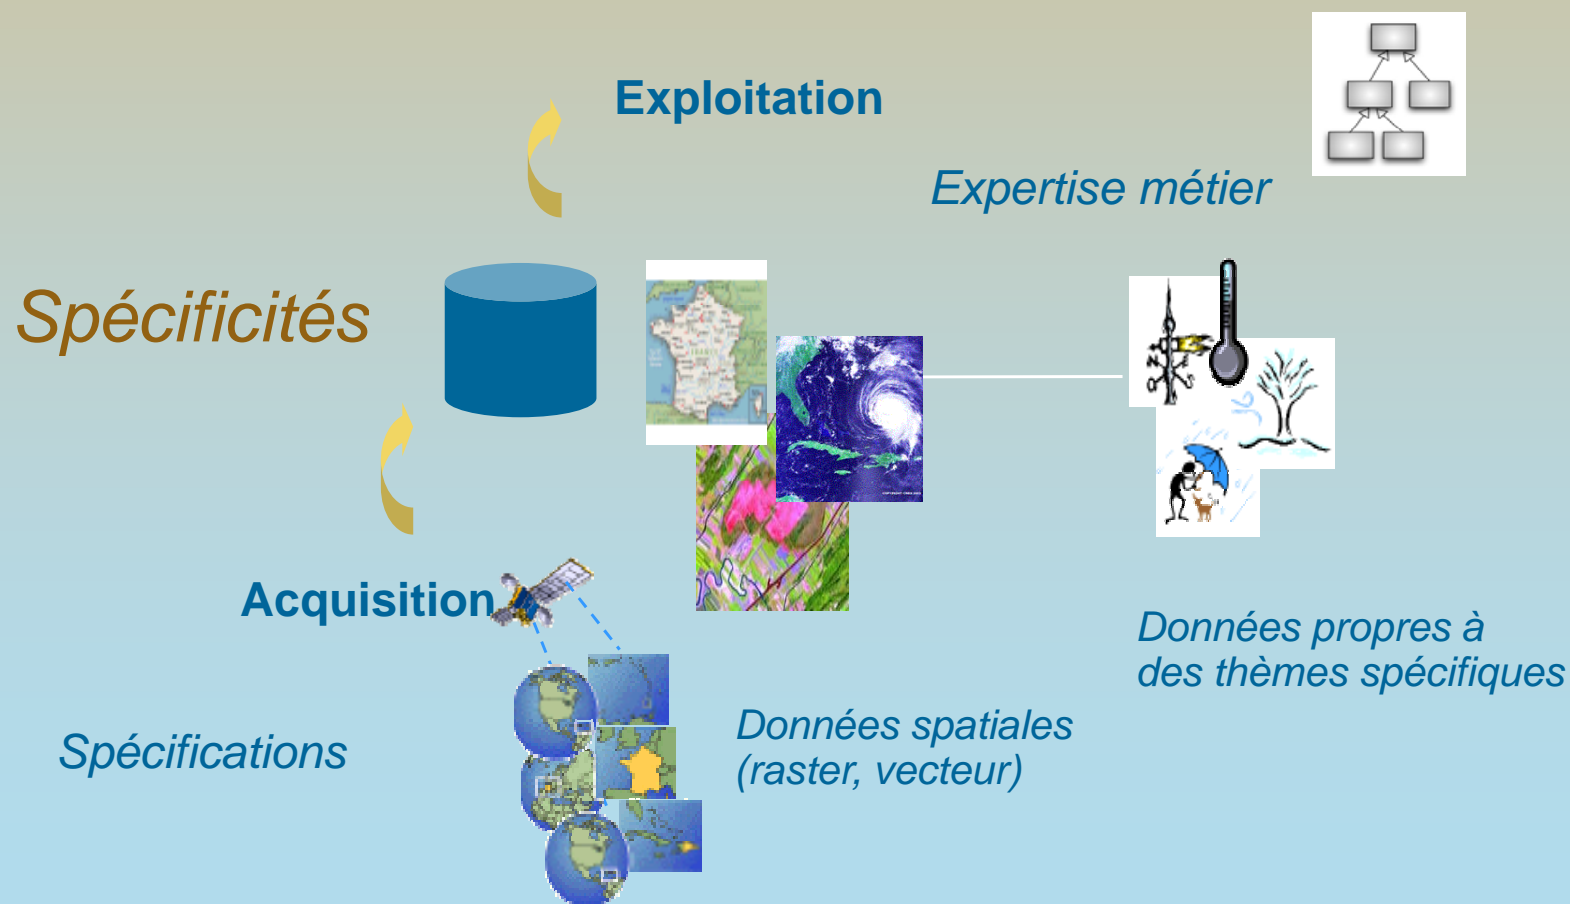 Exploitation
Expertise métier
Spécificités
Acquisition
Données propres à
des thèmes spécifiques
Données spatiales
(raster, vecteur)
Spécifications